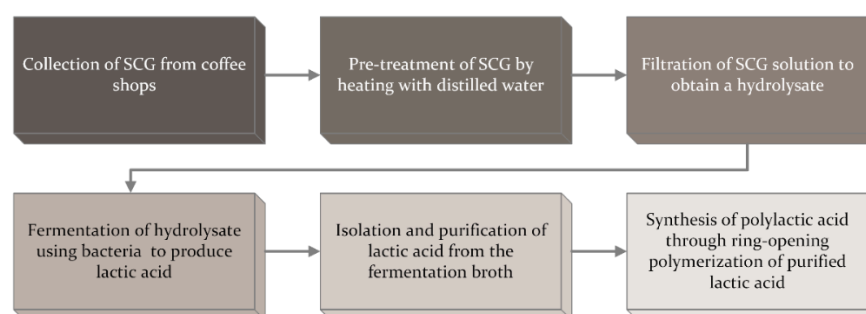 Collection of SCG from coffee
shops
Pre-treatment of SCG by
heating with distilled water
Filtration of SCG solution to
obtain a hydrolysate
Fermentation of hydrolysate
using bacteria to produce
lactic acid
Isolation and purification of
lactic acid from the
fermentation broth
Synthesis of polylactic acid
through ring-opening
polymerization of purified
lactic acid